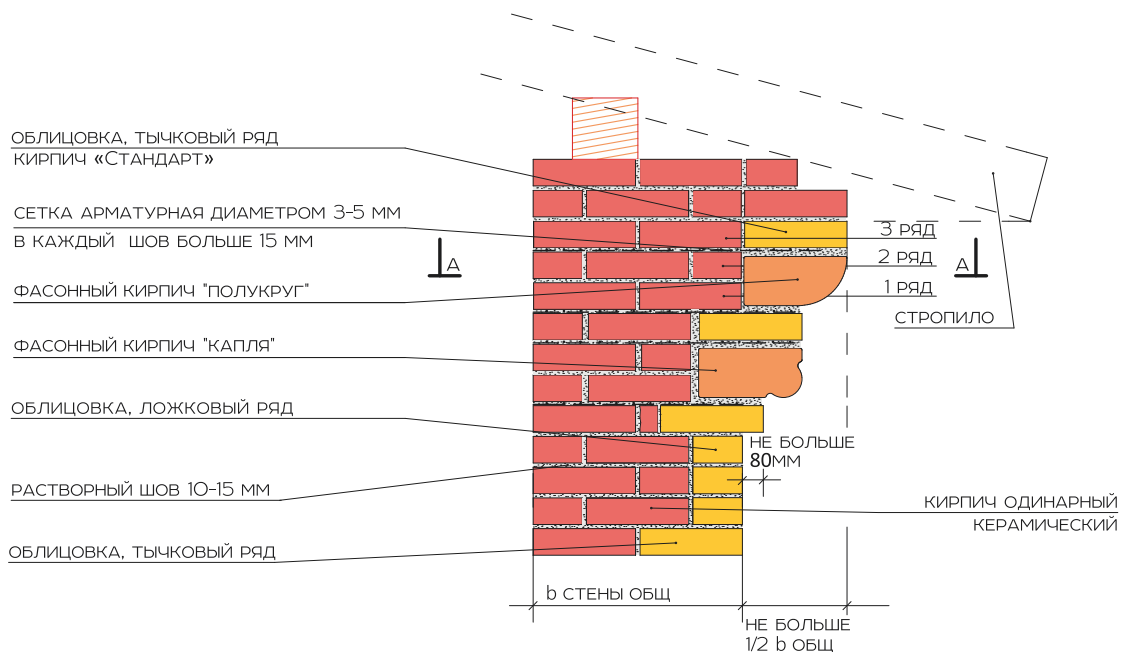 ОБЛИЦОВКА, ТЫЧКОВЫЙ РЯД
КИРПИЧ «СТАНДАРТ»
СЕТКА АРМАТУРНАЯ ДИАМЕТРОМ 3-5 ММ
В КАЖДЫЙ ШОВ БОЛЬШЕ 15 ММ
А
А
3 РЯД
2 РЯД
1 РЯД
ФАСОННЫЙ КИРПИЧ "ПОЛУКРУГ"
СТРОПИЛО
ФАСОННЫЙ КИРПИЧ "КАПЛЯ"
ОБЛИЦОВКА, ЛОЖКОВЫЙ РЯД
НЕ БОЛЬШЕ
80ММ
РАСТВОРНЫЙ ШОВ 10-15 ММ
КИРПИЧ ОДИНАРНЫЙ
КЕРАМИЧЕСКИЙ
ОБЛИЦОВКА, ТЫЧКОВЫЙ РЯД
b СТЕНЫ ОБЩ
НЕ БОЛЬШЕ
1/2 b ОБЩ